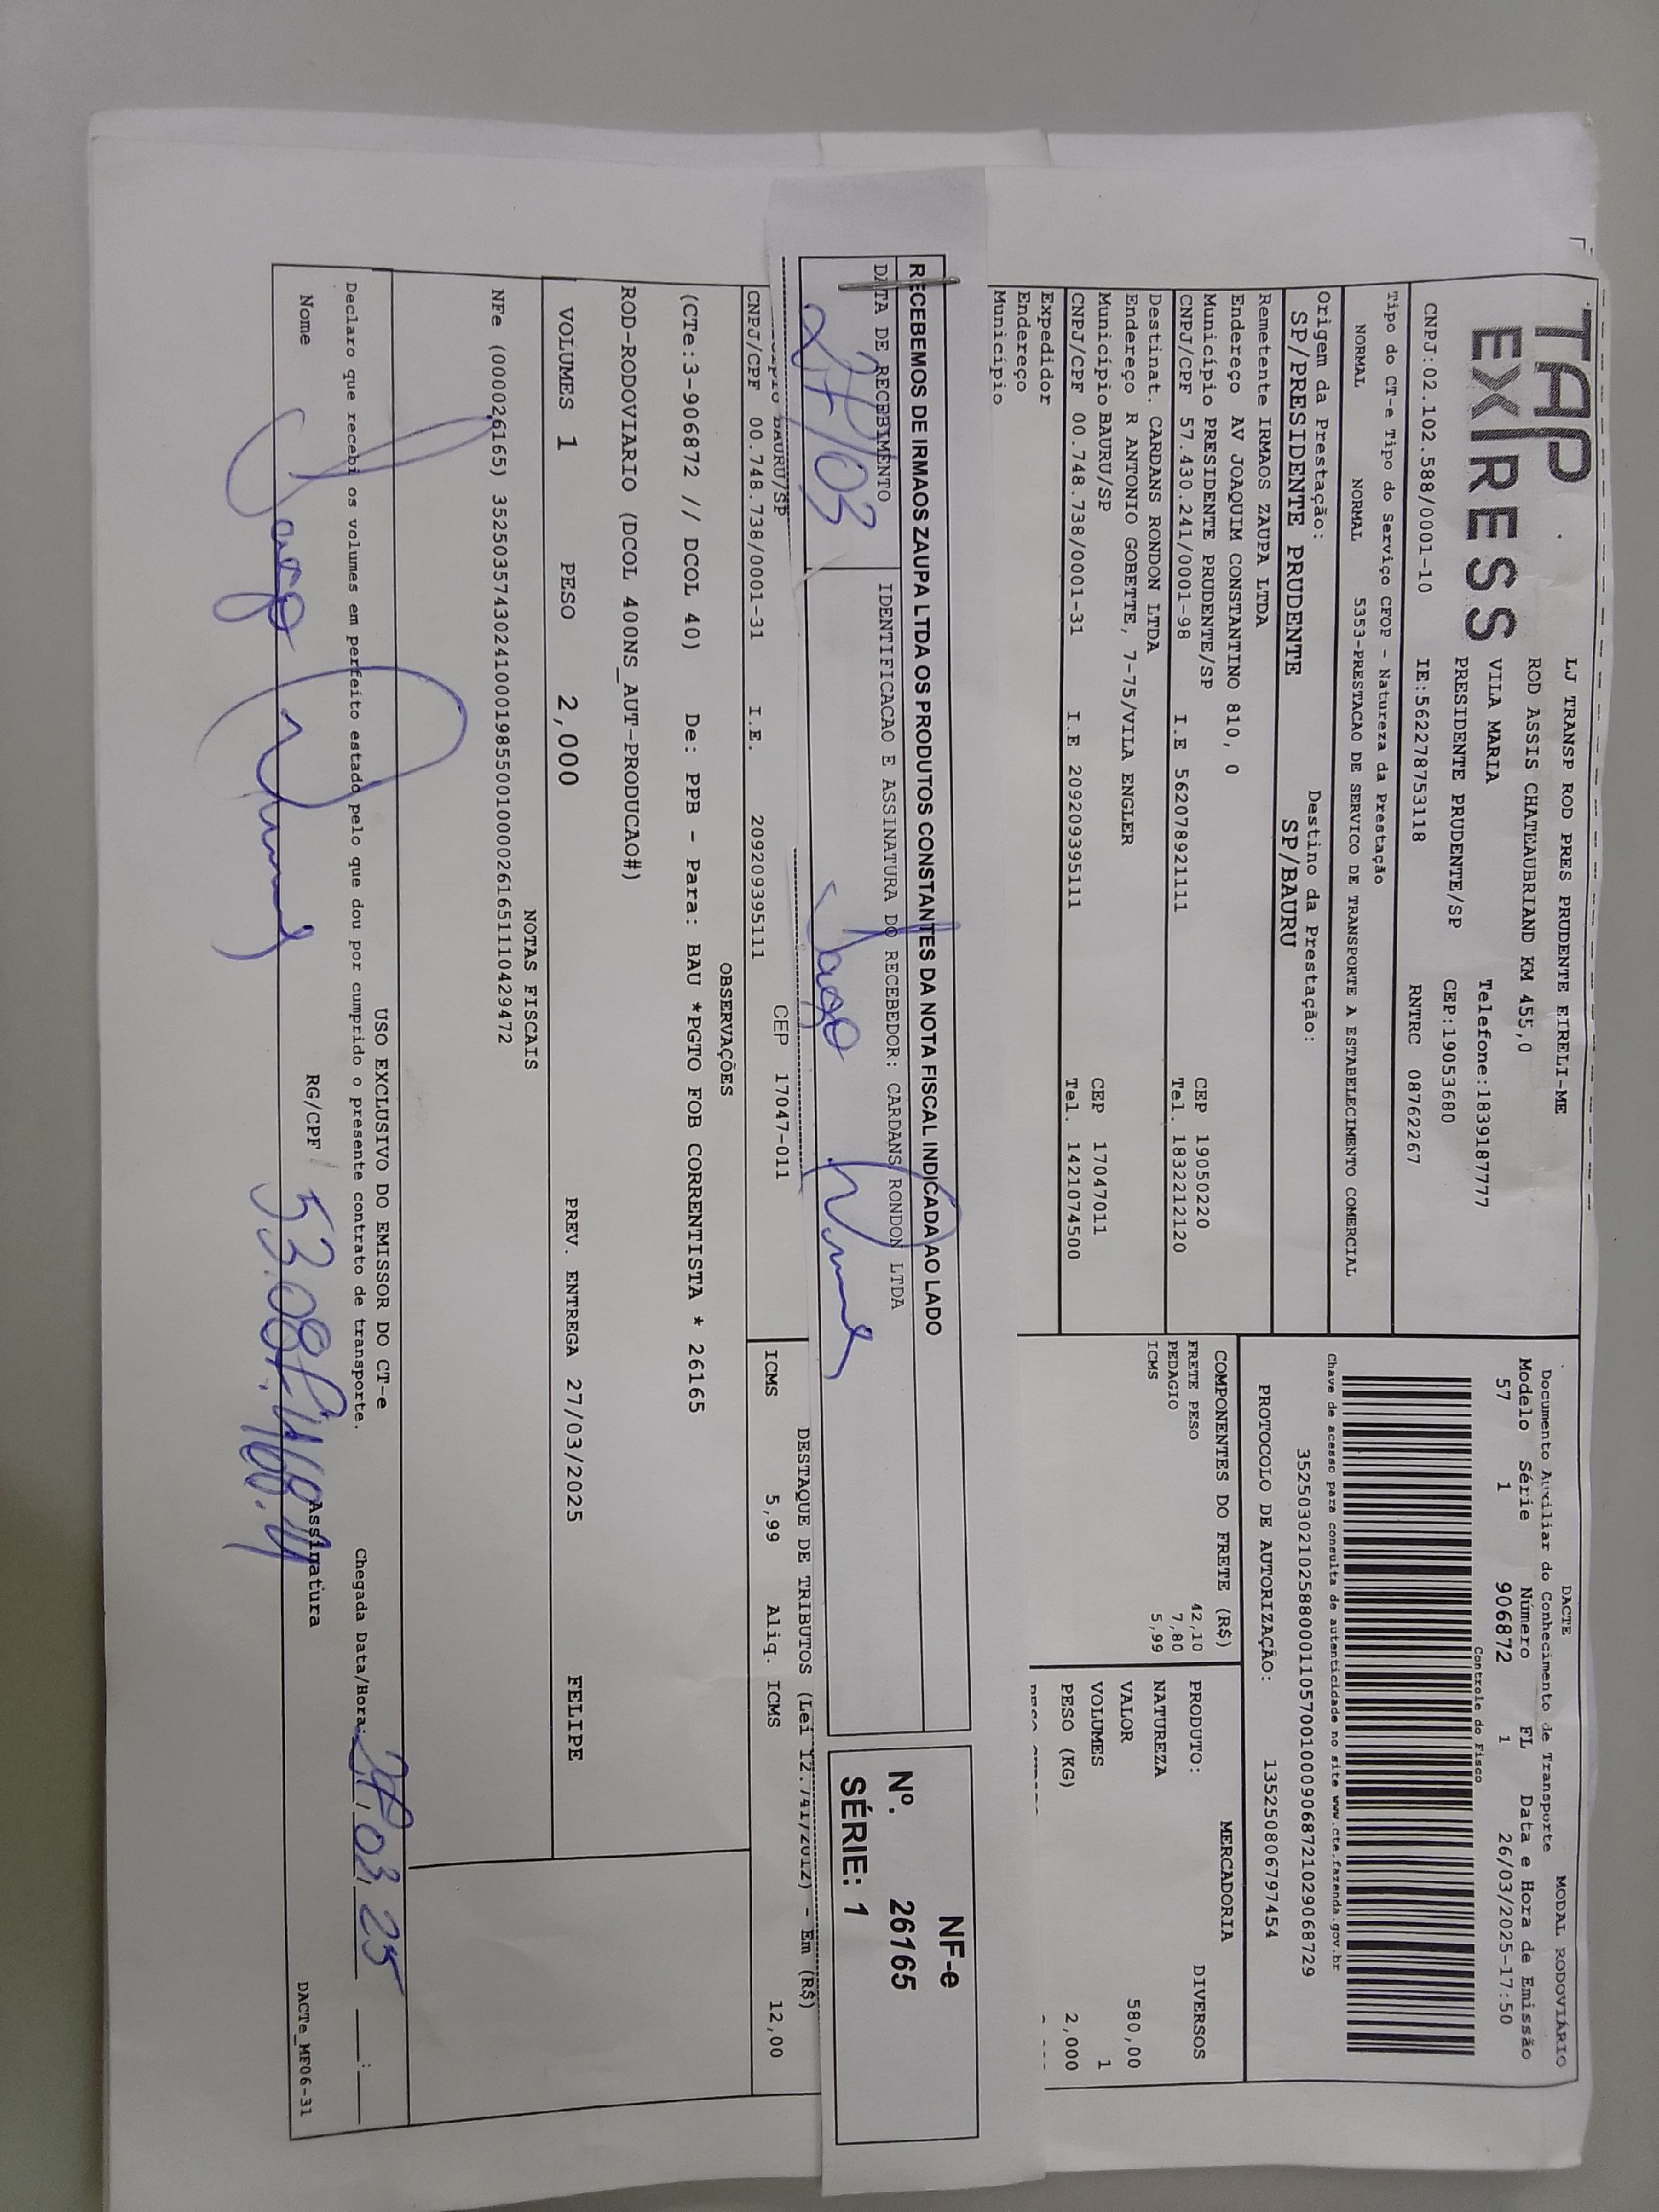 TAP
EXPRESS
LJ TRANSP ROD PRES PRUDENTE EIRELI-ME
ROD ASSIS CHATEAUBRIAND KM 455,0
VILA MARIA Telefone:1839187777
PRESIDENTE PRUDENTE/SP CEP:19053680
CNPJ:02.102.588/0001-10 IE:562278753118 RNTRC 08762267
Tipo do CT-e Tipo do Serviço CFOP - Natureza da Prestação
NORMAL NORMAL 5353-PRESTACAO DE SERVICO DE TRANSPORTE A ESTABELECIMENTO COMERCIAL
Origem da Prestação: Destino da Prestação:
SP/PRESIDENTE PRUDENTE SP/BAURU
Remetente IRMAOS ZAUPA LTDA
Endereço AV JOAQUIM CONSTANTINO 810, 0
Município PRESIDENTE PRUDENTE/SP CEP 19050220
CNPJ/CPF 57.430.241/0001-98 I.E 562078921111 Tel. 183221212120
Destinat. CARDANS RONDON LTDA
Endereço R ANTONIO GOBETTE, 7-75/VILA ENGLER
Município BAURU/SP CEP 17047011
CNPJ/CPF 00.748.738/0001-31 I.E 209209395111 Tel. 1421074500
Expedidor
Endereço
Município
DACTE MODAL RODOVIÁRIO
Documento Auxiliar do Conhecimento de Transporte
Modelo Série Número FL Data e Hora de Emissão
57 1 906872 1 26/03/2025-17:50
Controle do Fisco
Chave de acesso para consulta de autenticidade no site www.cte.fazenda.gov.br
35250302102588000110570010009068721029068729
PROTOCOLO DE AUTORIZAÇÃO: 135250806797454
COMPONENTES DO FRETE (R$)
FRETE PESO 42,10
PEDAGIO 7,80
ICMS 5,99
MERCADORIA
PRODUTO: DIVERSOS
NATUREZA
VALOR 580,00
VOLUMES 1
PESO (KG) 2,000
RECEBEMOS DE IRMAOS ZAUPA LTDA OS PRODUTOS CONSTANTES DA NOTA FISCAL INDICADA AO LADO
DATA DE RECEBIMENTO IDENTIFICACAO E ASSINATURA DO RECEBEDOR: CARDANS RONDON LTDA
27/03
NF-e
Nº. 26165
SÉRIE: 1
BAURU/SP CEP 17047-011
CNPJ/CPF 00.748.738/0001-31 I.E. 209209395111
DESTAQUE DE TRIBUTOS (Lei 12.741/2012) - Em (R$)
ICMS 5,99 Aliq. ICMS 12,00
OBSERVAÇÕES
(CTe:3-906872 // DCOL 40) De: PPB - Para: BAU *PGTO FOB CORRENTISTA * 26165
ROD-RODOVIARIO (DCOL 400NS_AUT-PRODUCAO#)
VOLUMES 1 PESO 2,000 PREV. ENTREGA 27/03/2025 FELIPE
NOTAS FISCAIS
NFe (000026165) 35250357430241000198550010000261651110429472
USO EXCLUSIVO DO EMISSOR DO CT-e
Declaro que recebi os volumes em perfeito estado pelo que dou por cumprido o presente contrato de transporte. Chegada Data/Hora: 27/03/25 __:__
Nome RG/CPF Assinatura
DACTe_MF06-31